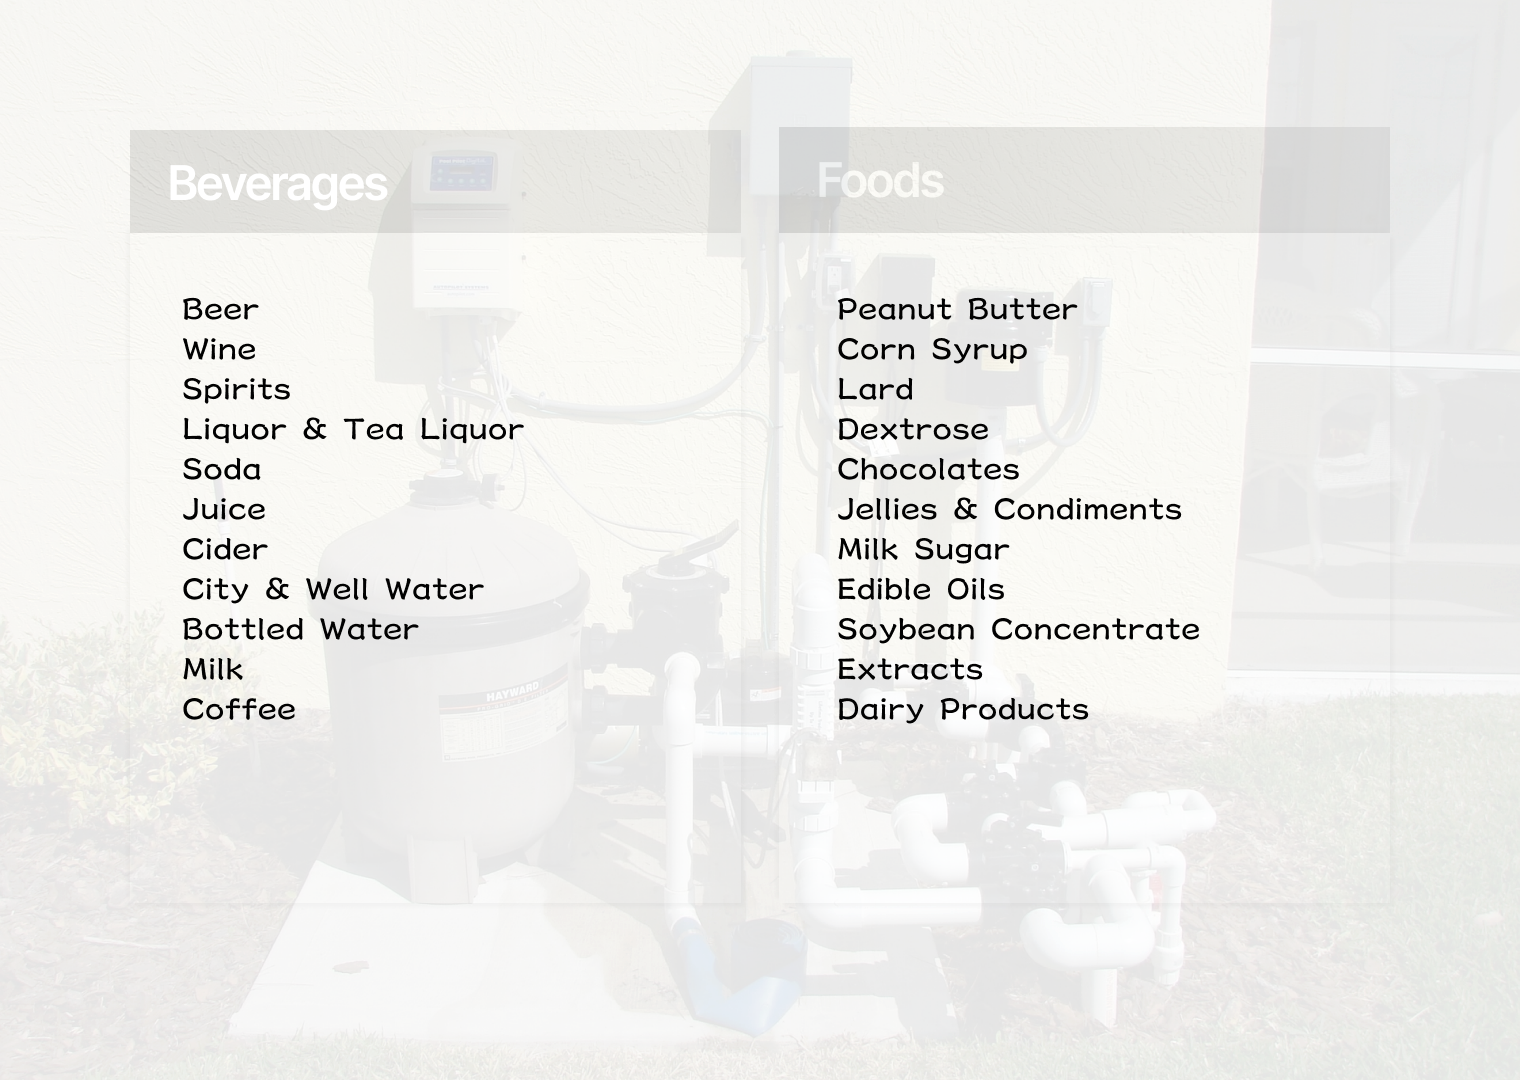 Beverages
Beer
Wine
Spirits
Liquor & Tea Liquor
Soda
Juice
Cider
City & Well Water
Bottled Water
Milk
Coffee
Foods
Peanut Butter
Corn Syrup
Lard
Dextrose
Chocolates
Jellies & Condiments
Milk Sugar
Edible Oils
Soybean Concentrate
Extracts
Dairy Products
HAYWARD